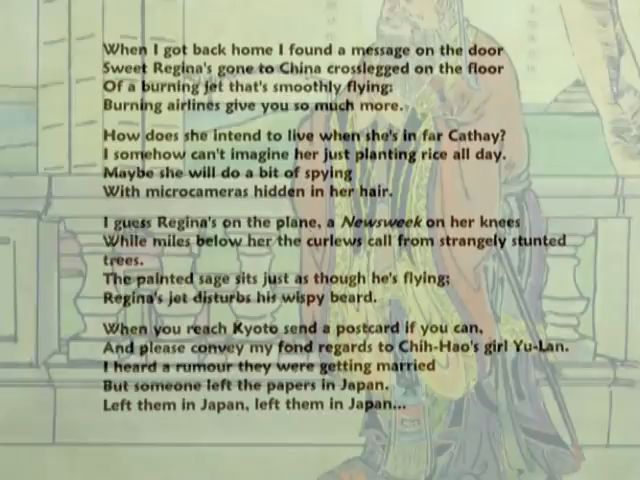 When I got back home I found a message on the door
Sweet Regina's gone to China crosslegged on the floor
Of a burning jet that's smoothly flying;
Burning airlines give you so much more.
How does she intend to live when she's in far Cathay?
I somehow can't imagine her just planting rice all day.
Maybe she will do a bit of spying
With microcameras hidden in her hair.
I guess Regina's on the plane, a Newsweek on her knees
While miles below her the curlews call from strangely stunted
trees.
The painted sage sits just as though he's flying;
Regina's jet disturbs his wispy beard.
When you reach Kyoto send a postcard if you can,
And please convey my fond regards to Chih-Hao's girl Yu-Lan.
I heard a rumour they were getting married
But someone left the papers in Japan.
Left them in Japan, left them in Japan...